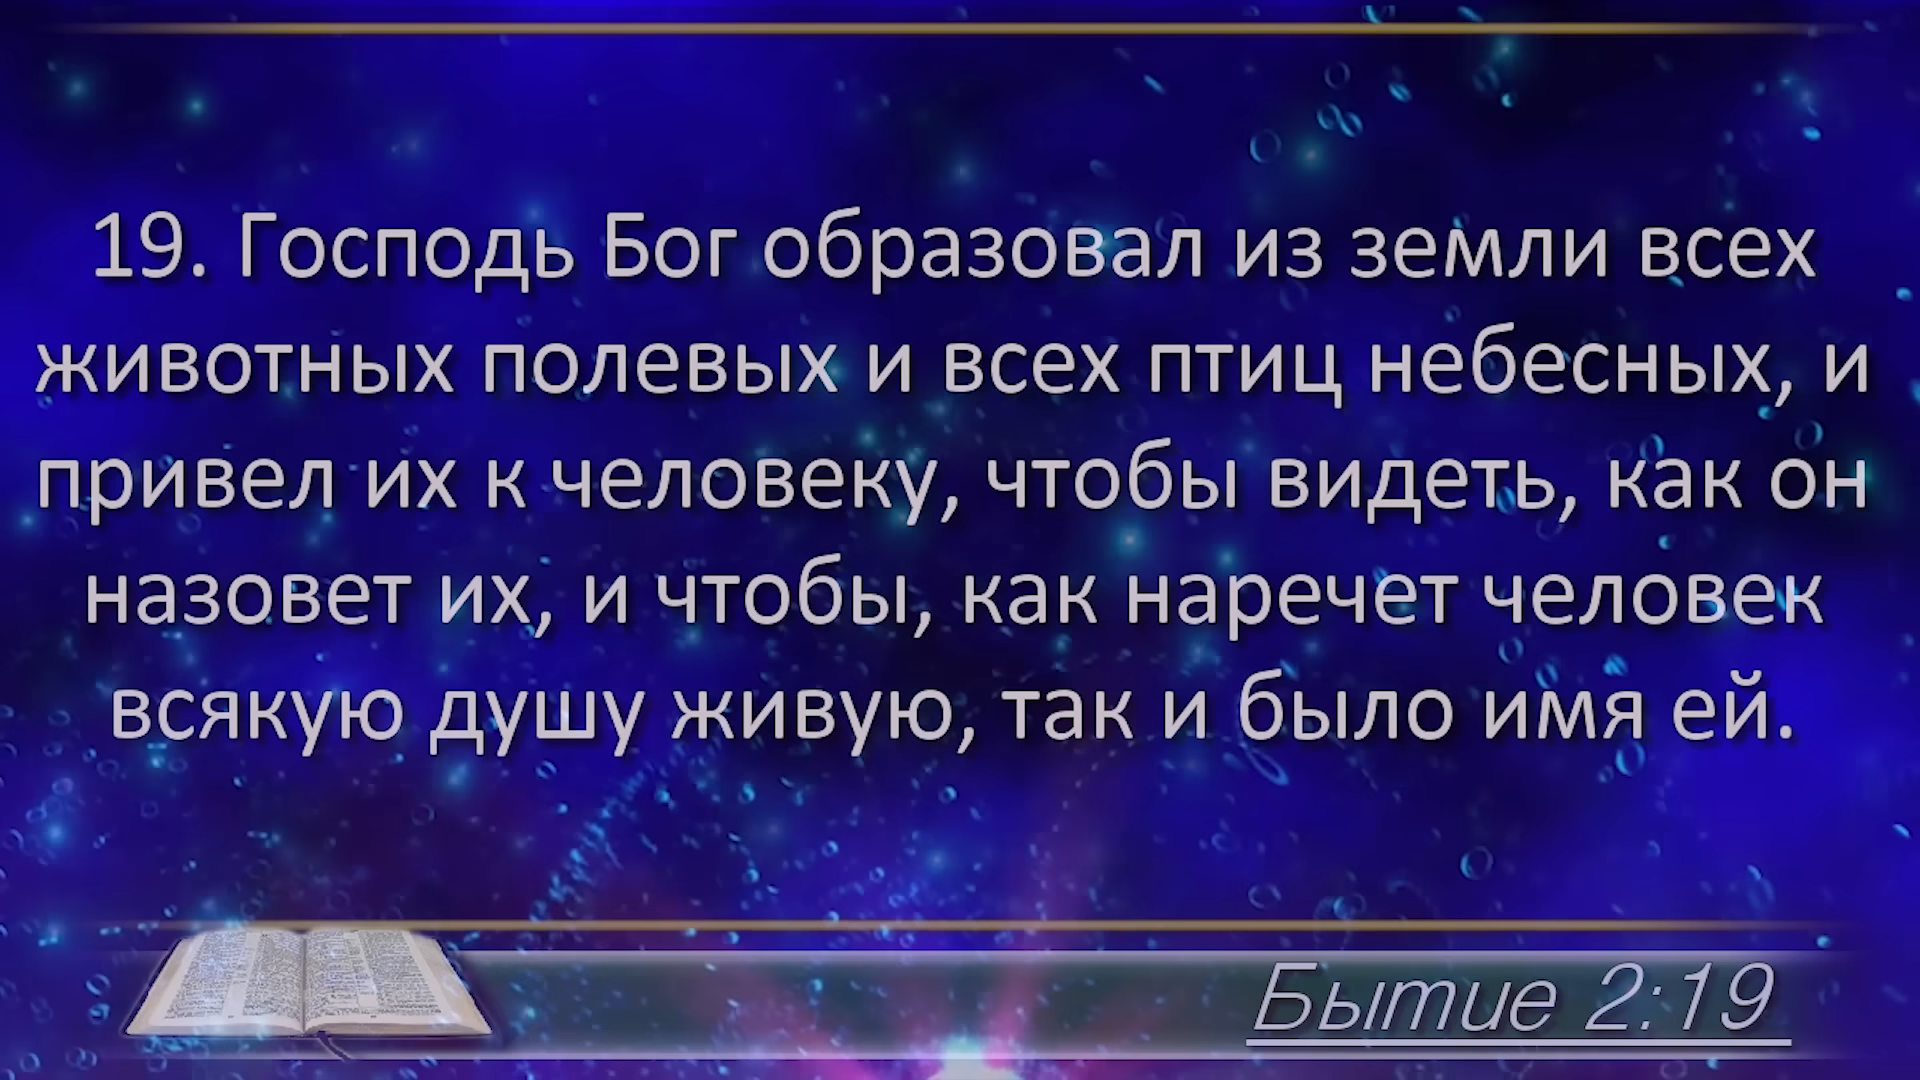 19. Господь Бог образовал из земли всех
животных полевых и всех птиц небесных, и
привел их к человеку, чтобы видеть, как он
назовет их, и чтобы, как наречет человек
всякую душу живую, так и было имя ей.
Бытие 2:19